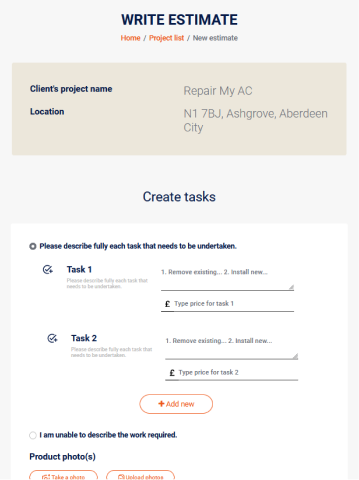 WRITE ESTIMATE
Home / Project list / New estimate
Client's project name
Repair My AC
Location
N1 7BJ, Ashgrove, Aberdeen
City
Create tasks
Please describe fully each task that needs to be undertaken.
Task 1
Please describe fully each task that
needs to be undertaken.
1. Remove existing... 2. Install new...
£ Type price for task 1
Task 2
Please describe fully each task that
needs to be undertaken.
1. Remove existing... 2. Install new...
£ Type price for task 2
+ Add new
I am unable to describe the work required.
Product photo(s)
Take a photo
Upload photos